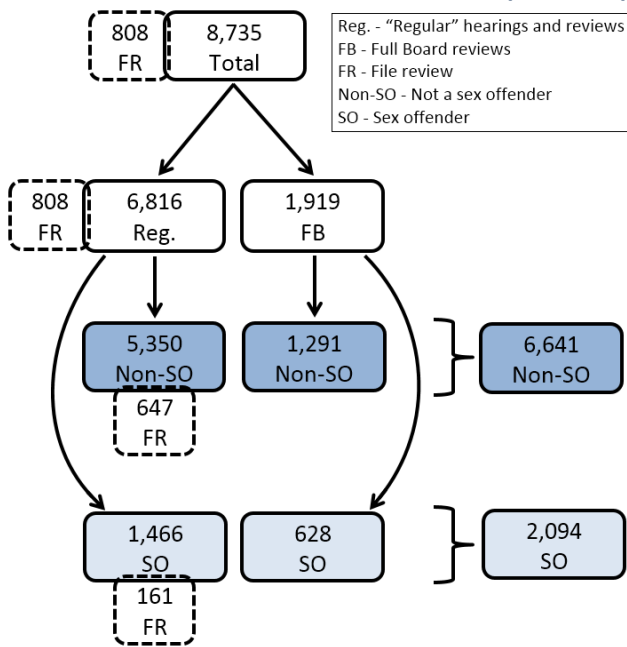 808
FR
8,735
Total
Reg. - “Regular” hearings and reviews
FB - Full Board reviews
FR - File review
Non-SO - Not a sex offender
SO - Sex offender
808
FR
6,816
Reg.
1,919
FB
5,350
Non-SO
647
FR
1,291
Non-SO
6,641
Non-SO
1,466
SO
161
FR
628
SO
2,094
SO